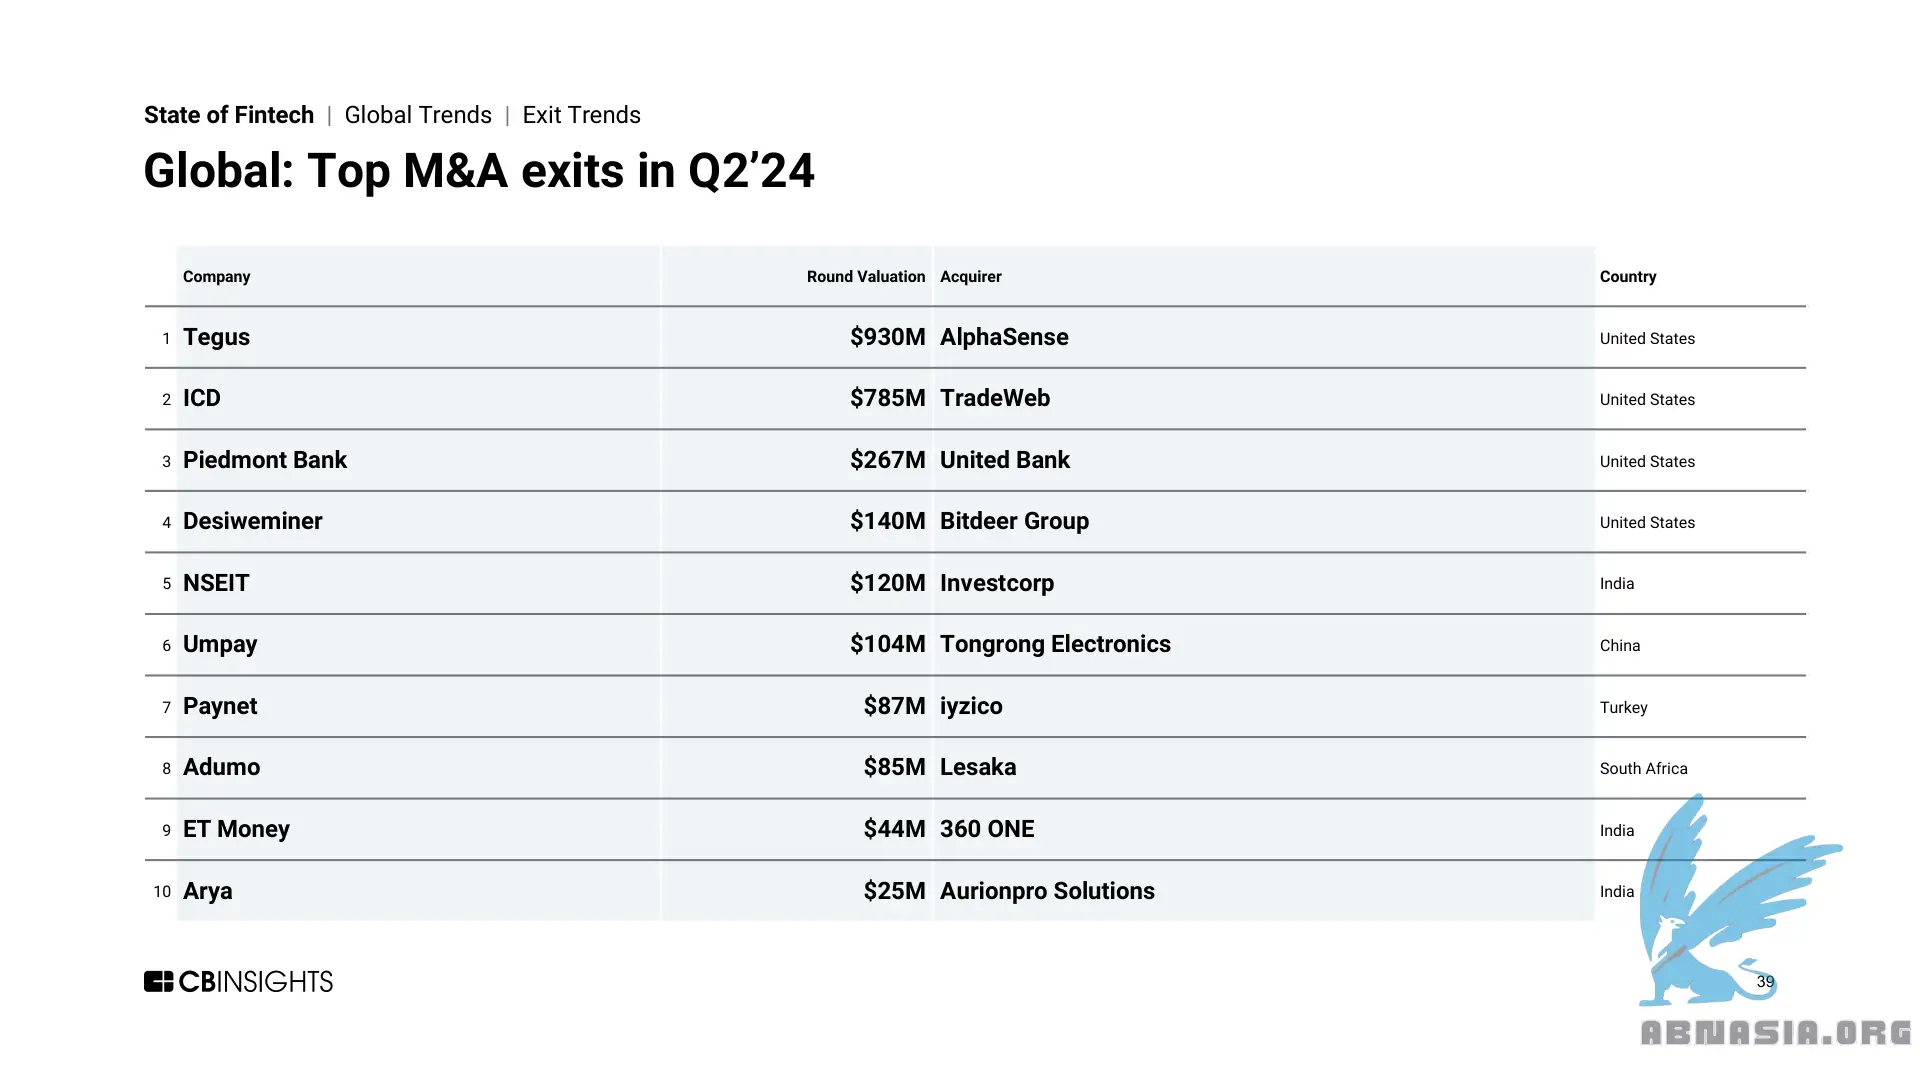 State of Fintech | Global Trends | Exit Trends
Global: Top M&A exits in Q2’24
Company Round Valuation Acquirer Country
1 Tegus $930M AlphaSense United States
2 ICD $785M TradeWeb United States
3 Piedmont Bank $267M United Bank United States
4 Desiweminer $140M Bitdeer Group United States
5 NSEIT $120M Investcorp India
6 Umpay $104M Tongrong Electronics China
7 Paynet $87M iyzico Turkey
8 Adumo $85M Lesaka South Africa
9 ET Money $44M 360 ONE India
10 Arya $25M Aurionpro Solutions India
CBINSIGHTS
39
ABNASIA.ORG